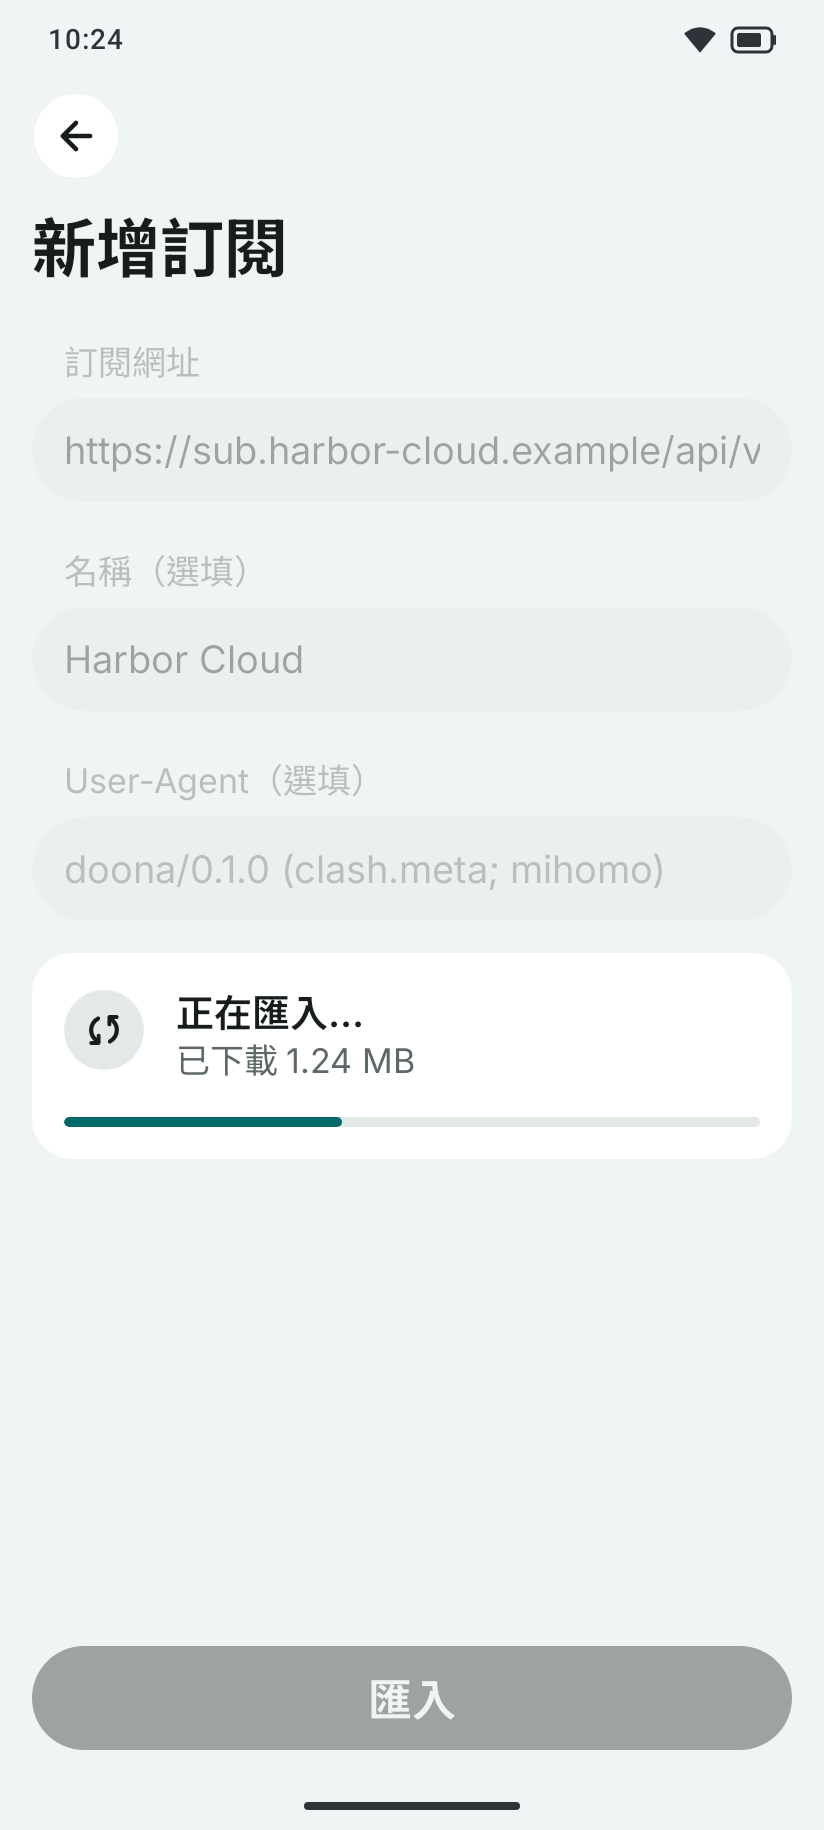 10:24
新增訂閱
訂閱網址
https://sub.harbor-cloud.example/api/v
名稱（選填）
Harbor Cloud
User-Agent（選填）
doona/0.1.0 (clash.meta; mihomo)
正在匯入...
已下載 1.24 MB
匯入